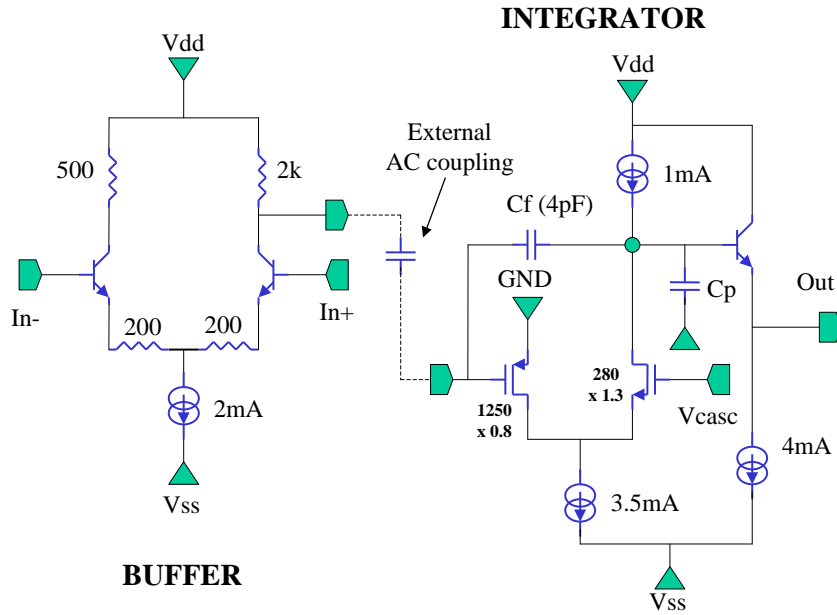 INTEGRATOR
Vdd
Vdd
External
AC coupling
500
2k
1mA
Cf (4pF)
GND
Cp
Out
In-
In+
200
200
280
x 1.3
1250
x 0.8
Vcasc
2mA
4mA
3.5mA
Vss
BUFFER
Vss